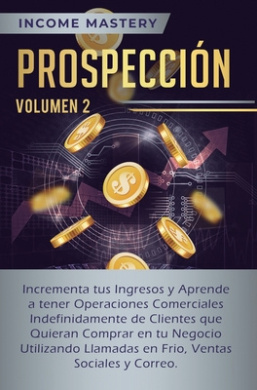 INCOME MASTERY
PROSPECCIÓN
VOLUMEN 2
Incrementa tus Ingresos y Aprende
a tener Operaciones Comerciales
Indefinidamente de Clientes que
Quieran Comprar en tu Negocio
Utilizando Llamadas en Frio, Ventas
Sociales y Correo.